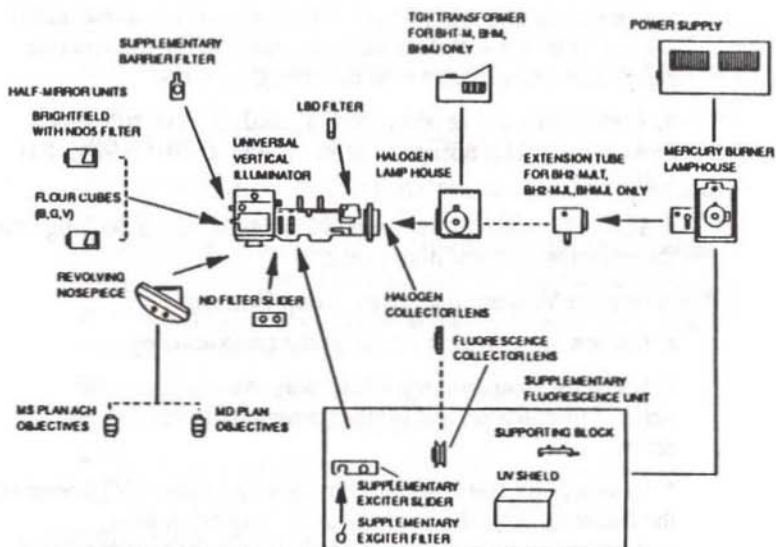 TGH TRANSFORMER
FOR BHT-M, BHM,
BHMJ ONLY
POWER SUPPLY
SUPPLEMENTARY
BARRIER FILTER
HALF-MIRROR UNITS
BRIGHTFIELD
WITH ND05 FILTER
LBD FILTER
UNIVERSAL
VERTICAL
ILLUMINATOR
HALOGEN
LAMP HOUSE
EXTENSION TUBE
FOR BH2-MJLT,
BH2-MJL, BHMJL ONLY
MERCURY BURNER
LAMPHOUSE
FLOUR CUBES
(B,G,V)
REVOLVING
NOSEPIECE
ND FILTER SLIDER
HALOGEN
COLLECTOR LENS
FLUORESCENCE
COLLECTOR LENS
SUPPLEMENTARY
FLUORESCENCE UNIT
MS PLAN ACH
OBJECTIVES
MD PLAN
OBJECTIVES
SUPPORTING BLOCK
UV SHIELD
SUPPLEMENTARY
EXCITER SLIDER
SUPPLEMENTARY
EXCITER FILTER